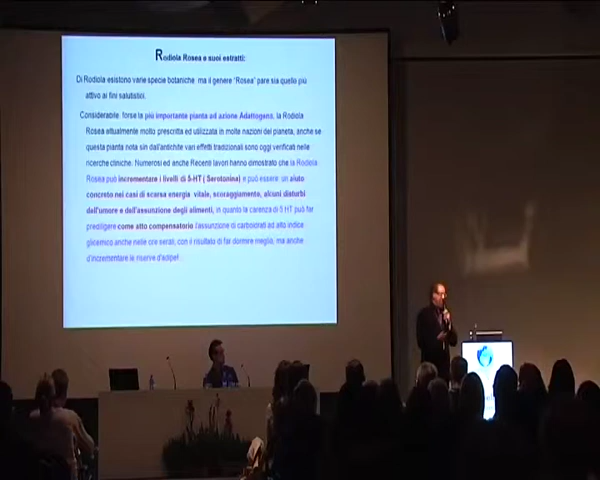 Rodiola Rosea e suoi estratti:
Di Rodiola esistono varie specie botaniche ma il genere “Rosea” pare sia quello più
attivo ai fini salutistici.
Considerabile forse la più importante pianta ad azione Adattogena, la Rodiola
Rosea attualmente molto prescritta ed utilizzata in molte nazioni del pianeta, anche se
questa pianta nota sin dall'antichità vari effetti tradizionali sono oggi verificati nelle
ricerche cliniche. Numerosi ed anche Recenti lavori hanno dimostrato che la Rodiola
Rosea può incrementare i livelli di 5-HT ( Serotonina) e può essere un aiuto
concreto nei casi di scarsa energia vitale, scoraggiamento, alcuni disturbi
dell'umore e dell'assunzione degli alimenti, in quanto la carenza di 5 HT può far
prediligere come atto compensatorio l'assunzione di carboidrati ad alto indice
glicemico anche nelle ore serali, con il risultato di far dormire meglio, ma anche
d'incrementare le riserve d'adipe!